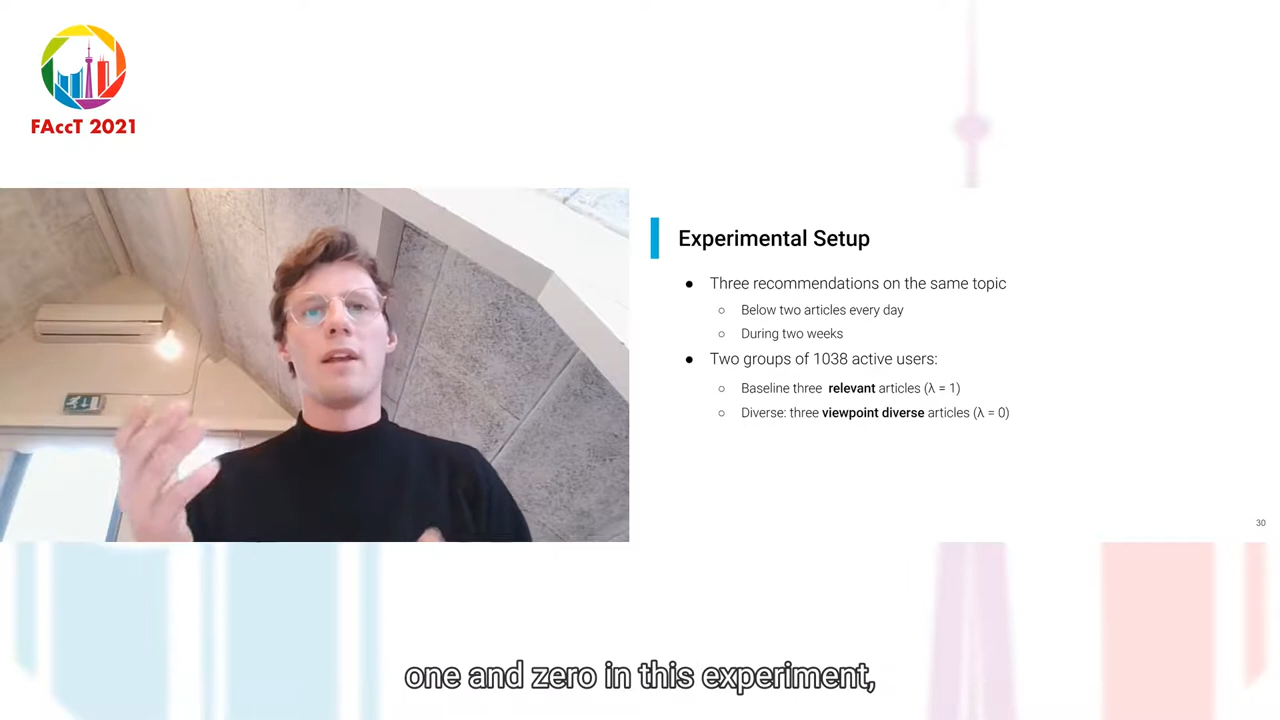 FAccT 2021
Experimental Setup
● Three recommendations on the same topic
○ Below two articles every day
○ During two weeks
● Two groups of 1038 active users:
○ Baseline three relevant articles (λ = 1)
○ Diverse: three viewpoint diverse articles (λ = 0)
30
one and zero in this experiment,